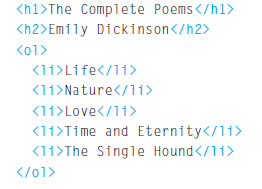 <h1>The Complete Poems</h1>
<h2>Emily Dickinson</h2>
<ol>
  <li>Life</li>
  <li>Nature</li>
  <li>Love</li>
  <li>Time and Eternity</li>
  <li>The Single Hound</li>
</ol>